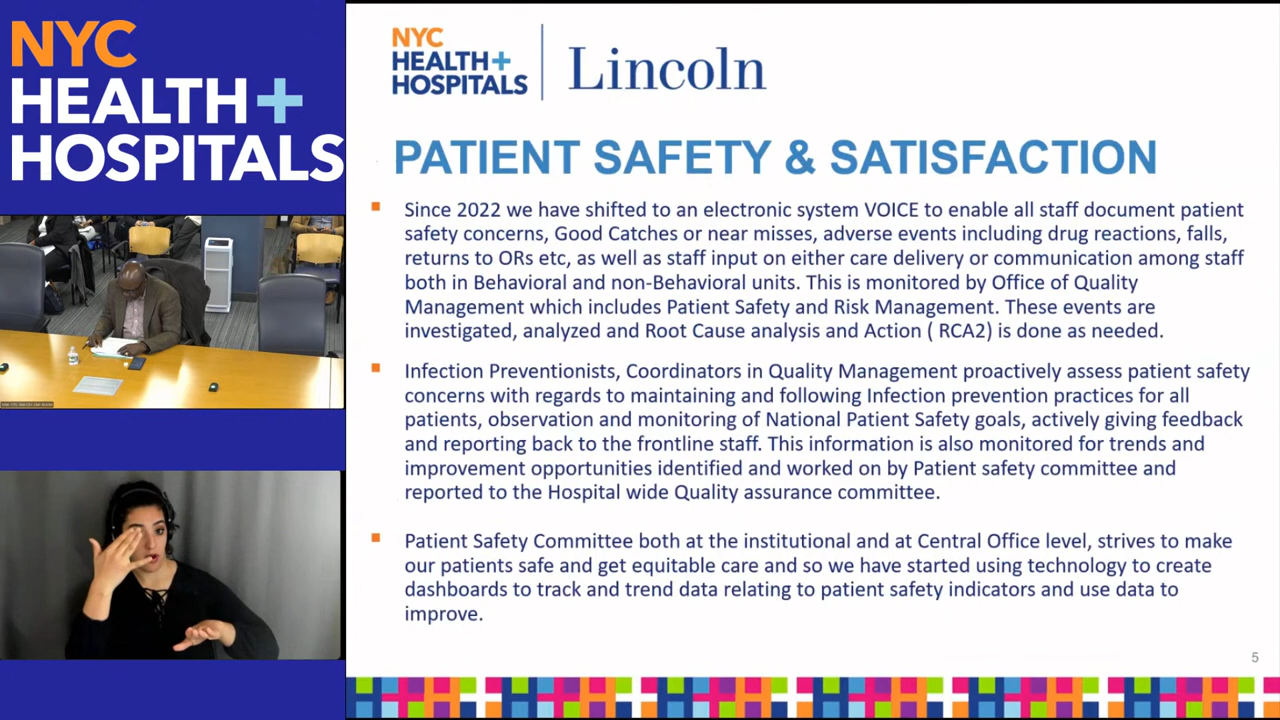 NYC
HEALTH+
HOSPITALS
NYC
HEALTH+
HOSPITALS
Lincoln
PATIENT SAFETY & SATISFACTION
Since 2022 we have shifted to an electronic system VOICE to enable all staff document patient
safety concerns, Good Catches or near misses, adverse events including drug reactions, falls,
returns to ORs etc, as well as staff input on either care delivery or communication among staff
both in Behavioral and non-Behavioral units. This is monitored by Office of Quality
Management which includes Patient Safety and Risk Management. These events are
investigated, analyzed and Root Cause analysis and Action ( RCA2) is done as needed.
Infection Preventionists, Coordinators in Quality Management proactively assess patient safety
concerns with regards to maintaining and following Infection prevention practices for all
patients, observation and monitoring of National Patient Safety goals, actively giving feedback
and reporting back to the frontline staff. This information is also monitored for trends and
improvement opportunities identified and worked on by Patient safety committee and
reported to the Hospital wide Quality assurance committee.
Patient Safety Committee both at the institutional and at Central Office level, strives to make
our patients safe and get equitable care and so we have started using technology to create
dashboards to track and trend data relating to patient safety indicators and use data to
improve.
5